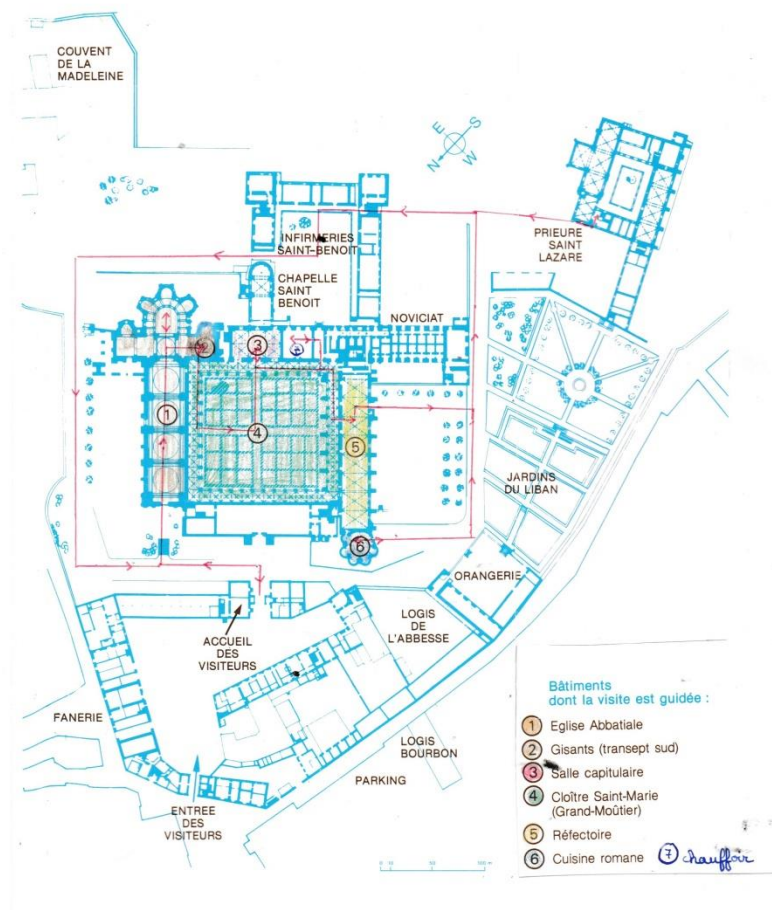 COUVENT
DE LA
MADELEINE
E
S
N
W
INFIRMERIES
SAINT-BENOIT
PRIEURE
SAINT
LAZARE
CHAPELLE
SAINT
BENOIT
NOVICIAT
2
3
7
1
4
5
JARDINS
DU LIBAN
6
ORANGERIE
LOGIS
DE
L'ABBESSE
ACCUEIL
DES
VISITEURS
FANERIE
LOGIS
BOURBON
PARKING
ENTREE
DES
VISITEURS
Bâtiments
dont la visite est guidée :
1 Eglise Abbatiale
2 Gisants (transept sud)
3 Salle capitulaire
4 Cloître Saint-Marie
(Grand-Moûtier)
5 Réfectoire
6 Cuisine romane 7 chauffoir